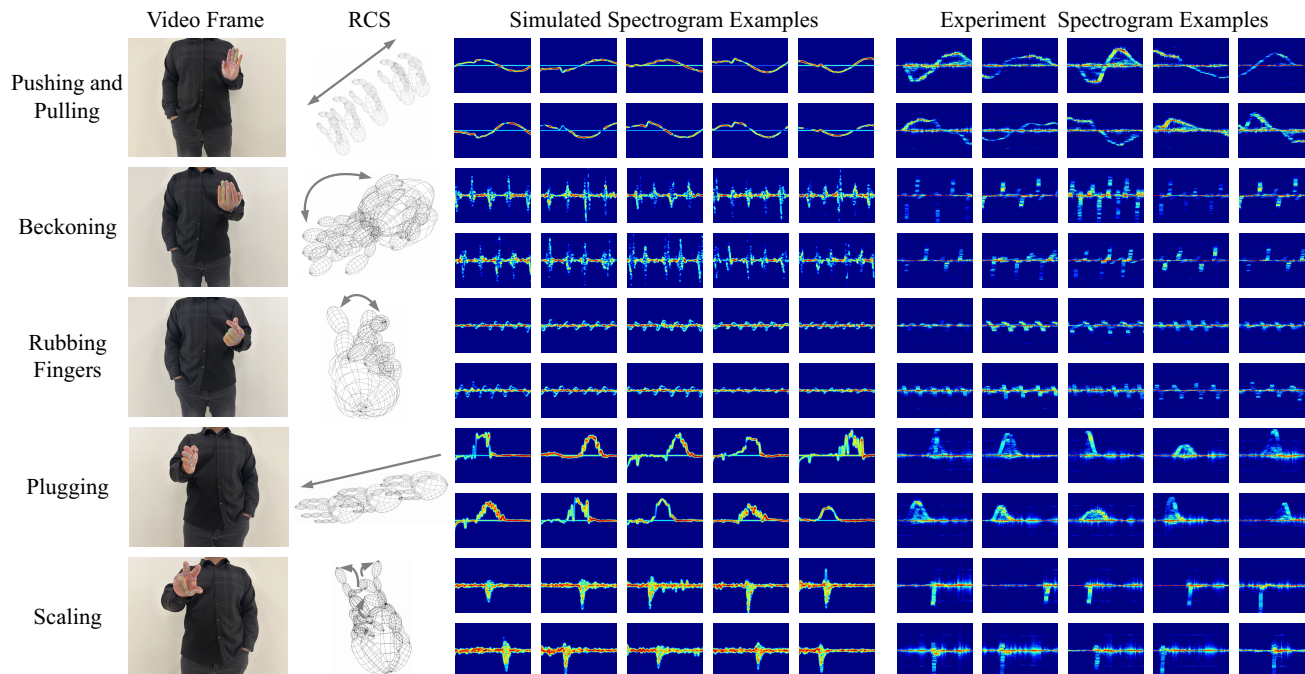 Video Frame RCS Simulated Spectrogram Examples Experiment Spectrogram Examples
Pushing and
Pulling
Beckoning
Rubbing
Fingers
Plugging
Scaling